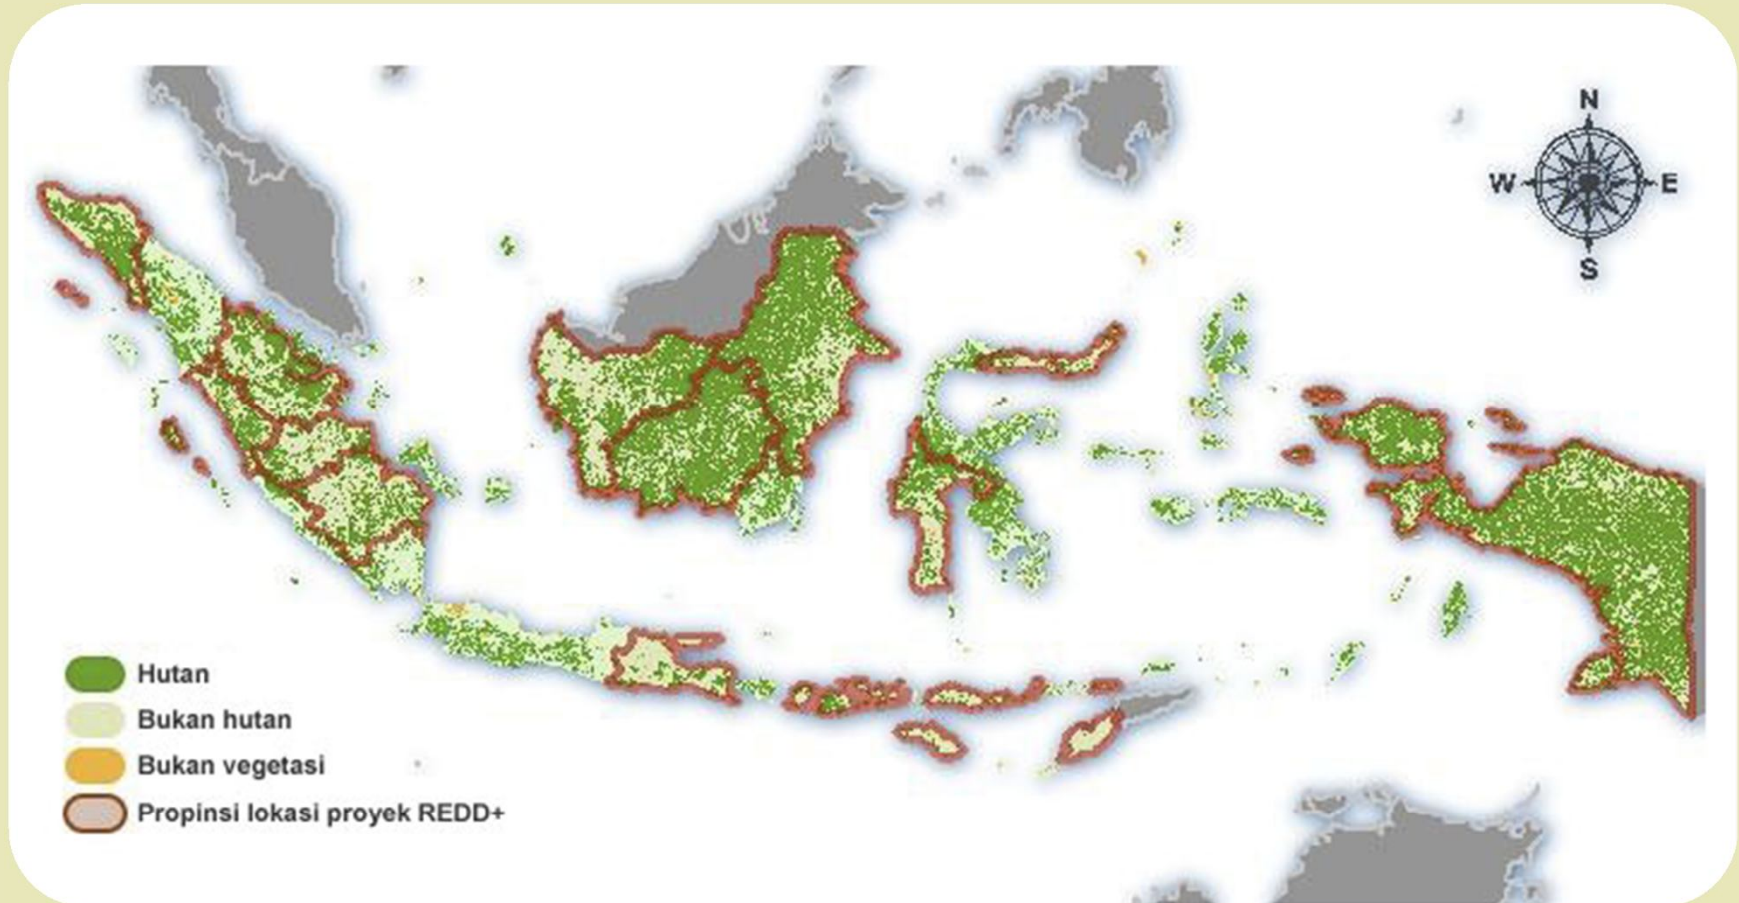 N
W E
S
Hutan
Bukan hutan
Bukan vegetasi
Propinsi lokasi proyek REDD+